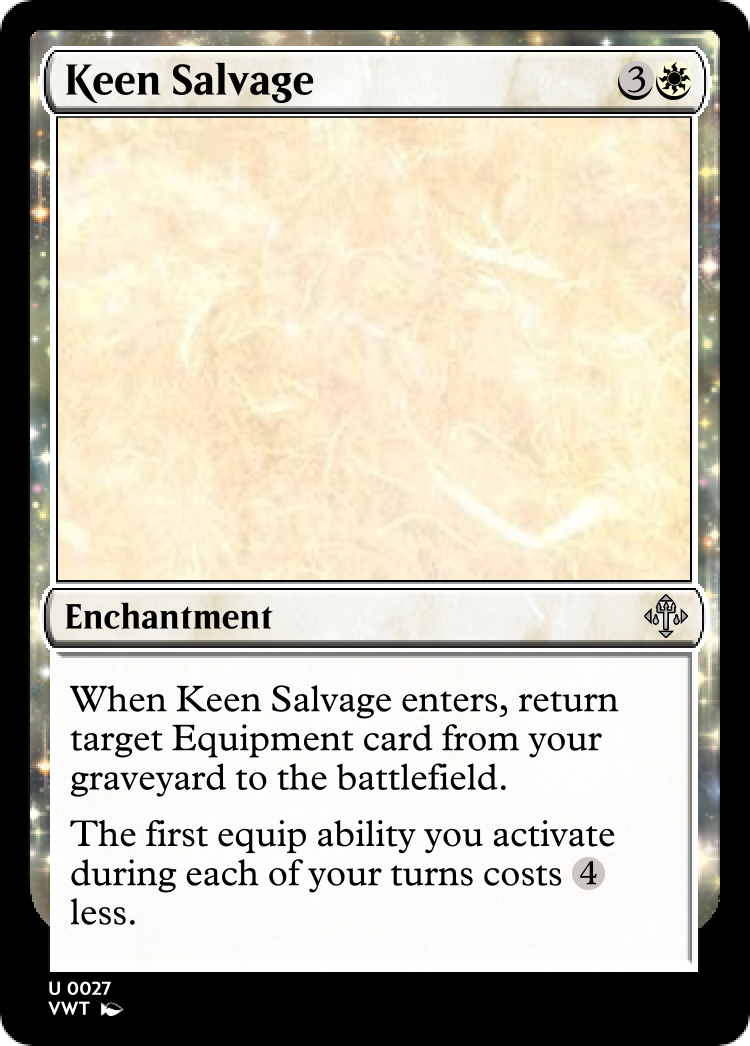 Keen Salvage 3
Enchantment
When Keen Salvage enters, return
target Equipment card from your
graveyard to the battlefield.
The first equip ability you activate
during each of your turns costs 4
less.
U 0027
VWT